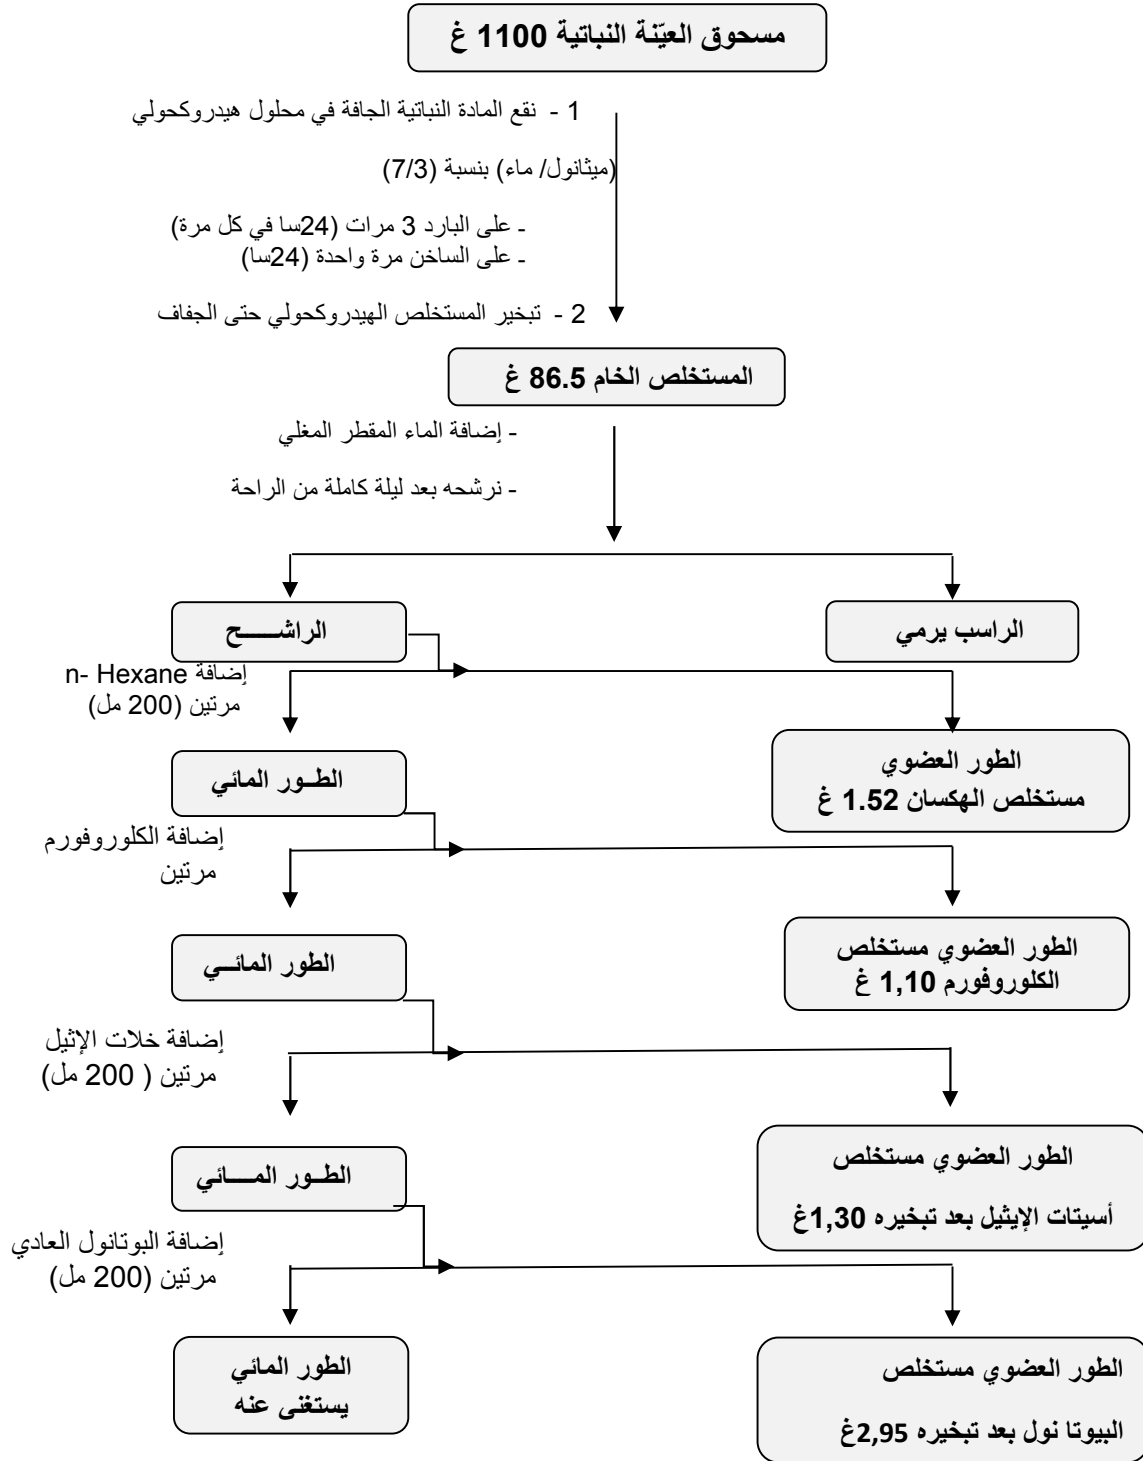 مسحوق العيّنة النباتية 1100 غ
1 - نقع المادة النباتية الجافة في محلول هيدروكحولي
(ميثانول/ ماء) بنسبة (7/3)
- على البارد 3 مرات (24سا في كل مرة)
- على الساخن مرة واحدة (24سا)
2 - تبخير المستخلص الهيدروكحولي حتى الجفاف
المستخلص الخام 86.5 غ
- إضافة الماء المقطر المغلي
- نرشحه بعد ليلة كاملة من الراحة
الراسب يرمي
الراشـــــح
إضافة n- Hexane
مرتين (200 مل)
الطور العضوي
مستخلص الهكسان 1.52 غ
الطــور المائي
إضافة الكلوروفورم
مرتين
الطور العضوي مستخلص
الكلوروفورم 1,10 غ
الطور المائــي
إضافة خلات الإثيل
مرتين ( 200 مل)
الطور العضوي مستخلص
أسيتات الإيثيل بعد تبخيره 1,30غ
الطــور المــــائي
إضافة البوتانول العادي
مرتين (200 مل)
الطور العضوي مستخلص
البيوتا نول بعد تبخيره 2,95غ
الطور المائي
يستغنى عنه